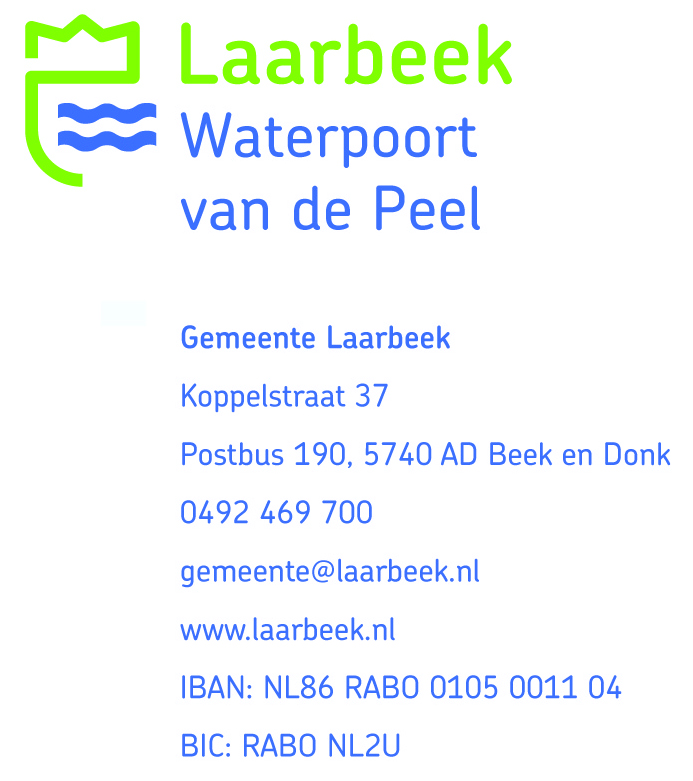 Laarbeek
Waterpoort
van de Peel
Gemeente Laarbeek
Koppelstraat 37
Postbus 190, 5740 AD Beek en Donk
0492 469 700
gemeente@laarbeek.nl
www.laarbeek.nl
IBAN: NL86 RABO 0105 0011 04
BIC: RABO NL2U